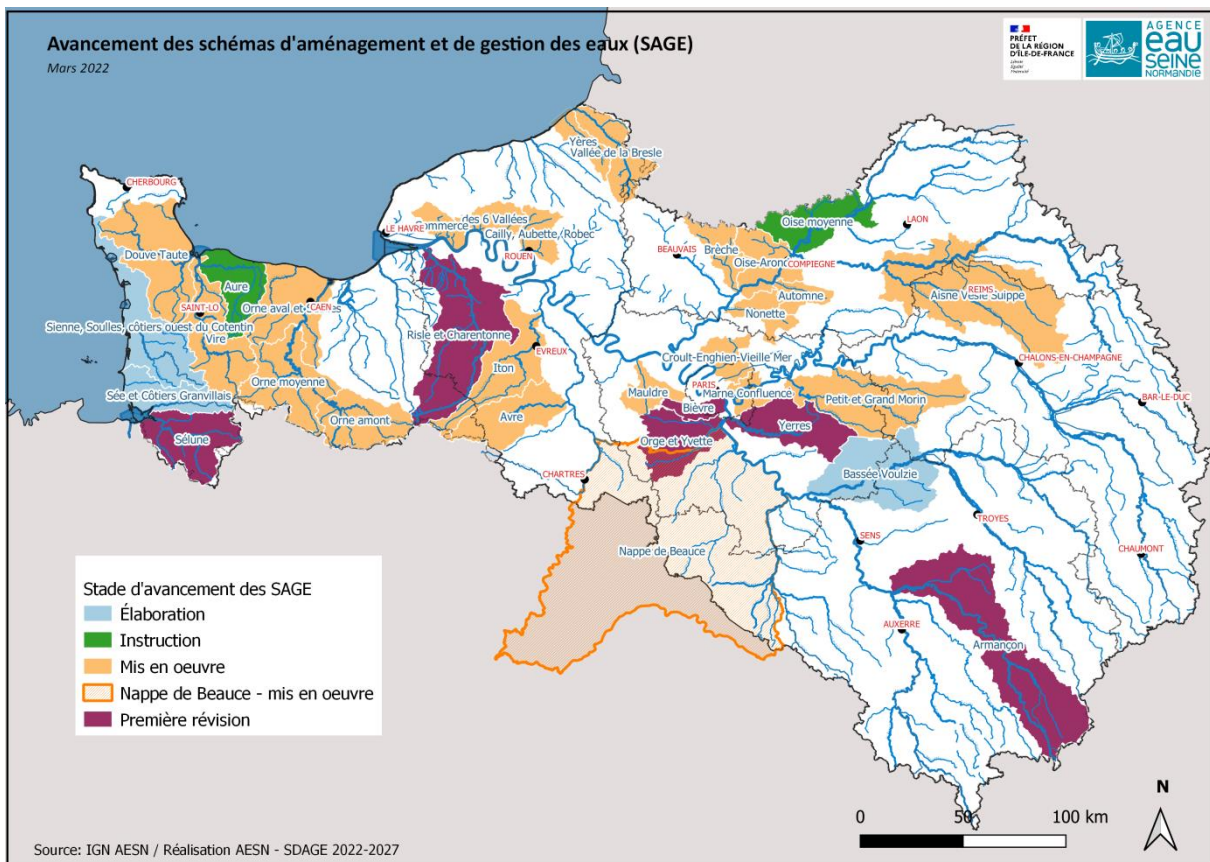 Avancement des schémas d'aménagement et de gestion des eaux (SAGE)
Mars 2022
PRÉFET
DE LA RÉGION
D'ÎLE-DE-FRANCE
Liberté
Égalité
Fraternité
AGENCE
eau
SEINE
NORMANDIE
CHERBOURG
Yères
Vallée de la Bresle
LE HAVRE
Commerce
des 6 Vallées
Cailly, Aubette, Robec
ROUEN
Oise moyenne
LAON
Douve Taute
BEAUVAIS
Brèche
Oise-Aronde
COMPIEGNE
Aure
SAINT-LO
Orne aval et
CAEN
Automne
Nonette
Aisne Vesle Suippe
REIMS
Sienne, Soulles, côtiers ouest du Cotentin
Vire
Risle et Charentonne
EVREUX
Iton
Croult-Enghien-Vieille Mer
CHALONS-EN-CHAMPAGNE
Orne moyenne
Sée et Côtiers Granvillais
Orne amont
Avre
Mauldre
PARIS
Marne Confluence
Bièvre
Petit et Grand Morin
BAR-LE-DUC
Sélune
Orge et Yvette
Yerres
CHARTRES
Bassée Voulzie
TROYES
SENS
Nappe de Beauce
CHAUMONT
AUXERRE
Armançon
Stade d'avancement des SAGE
Élaboration
Instruction
Mis en oeuvre
Nappe de Beauce - mis en oeuvre
Première révision
N
0 50 100 km
Source: IGN AESN / Réalisation AESN - SDAGE 2022-2027